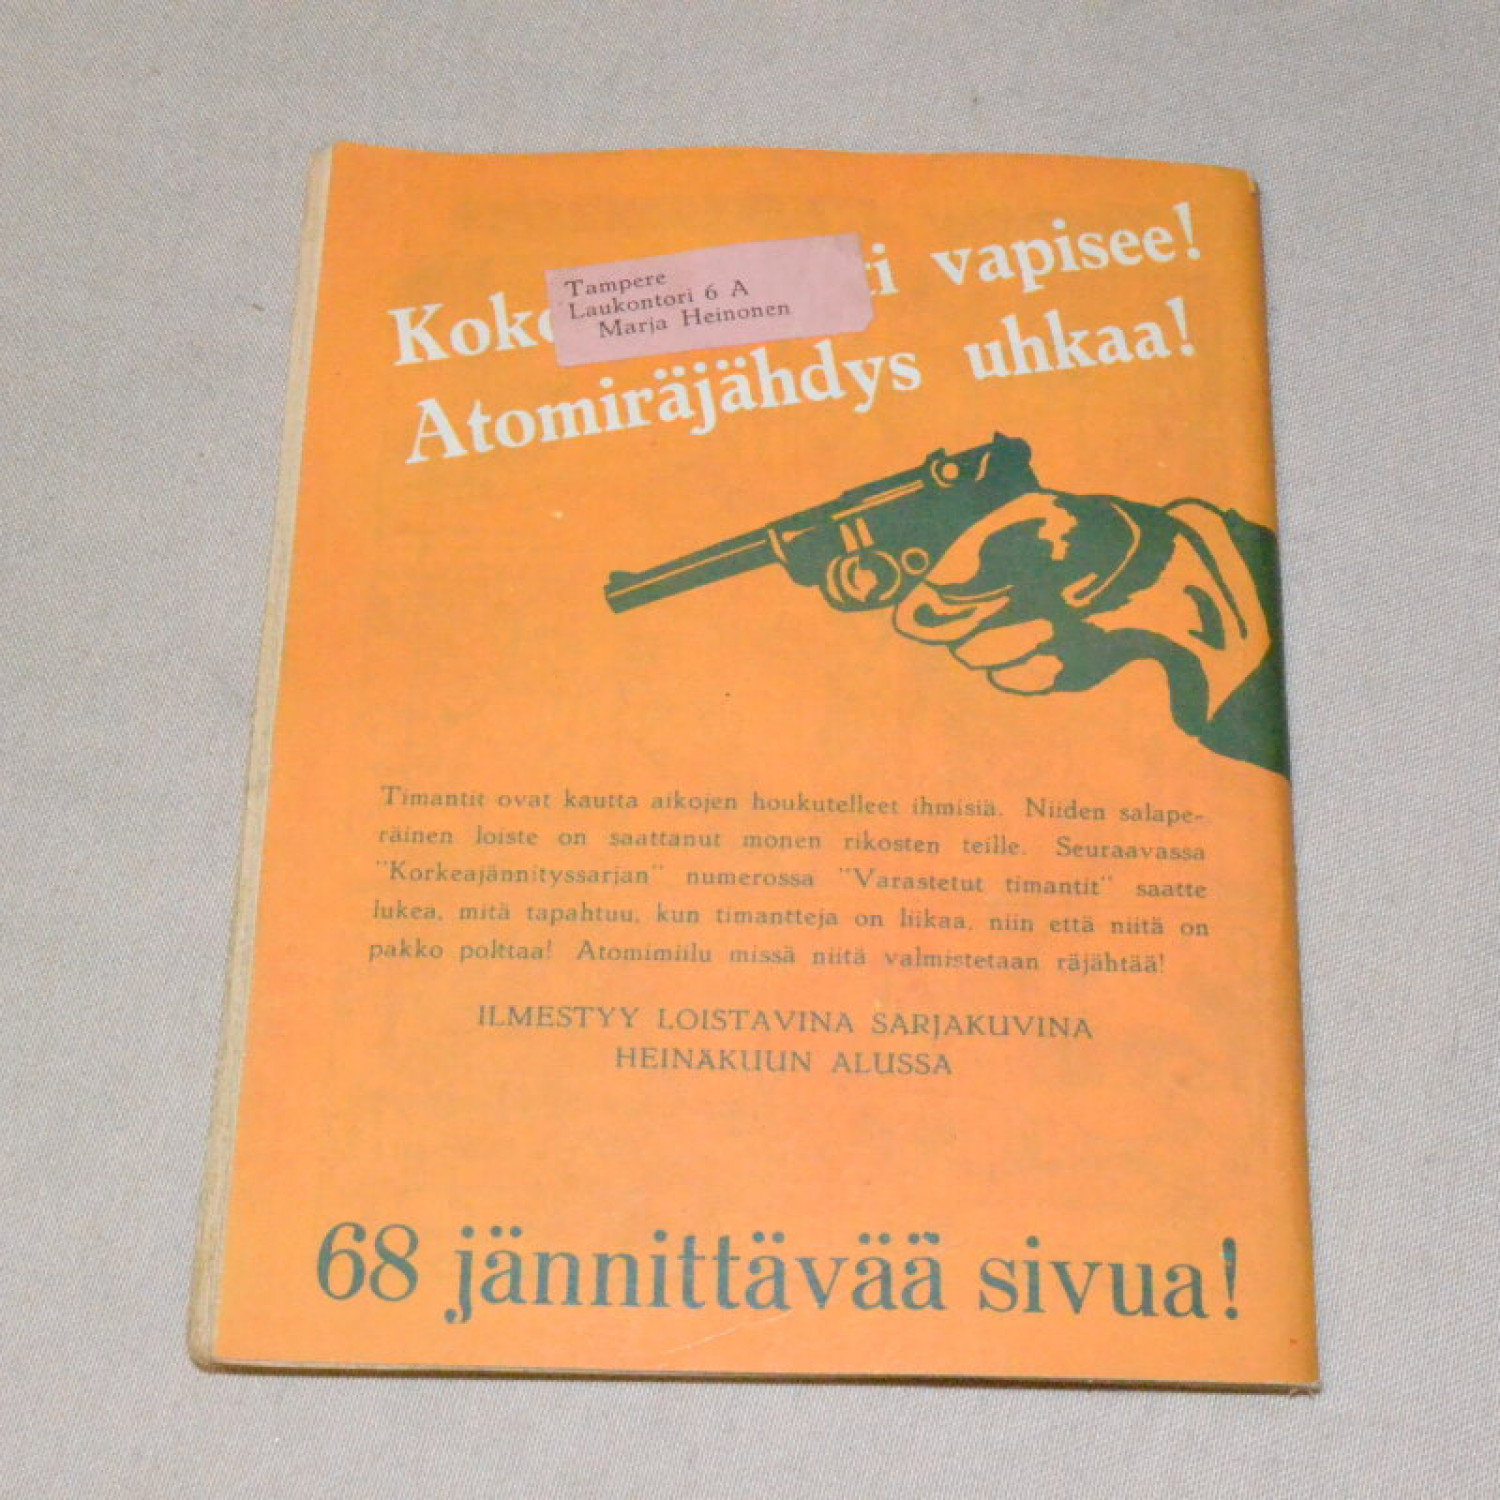 vapisee!
Tampere
Laukontori 6 A
Marja Heinonen
Atomiräjähdys uhkaa!
Timantit ovat kautta aikojen houkutelleet ihmisiä. Niiden salape-
räinen loiste on saattanut monen rikosten teille. Seuraavassa
"Korkeajännityssarjan" numerossa "Varastetut timantit" saatte
lukea, mitä tapahtuu, kun timantteja on liikaa, niin että niitä on
pakko polttaa! Atomimiilu missä niitä valmistetaan räjähtää!
ILMESTYY LOISTAVINA SARJAKUVINA
HEINÄKUUN ALUSSA
68 jännittävää sivua!